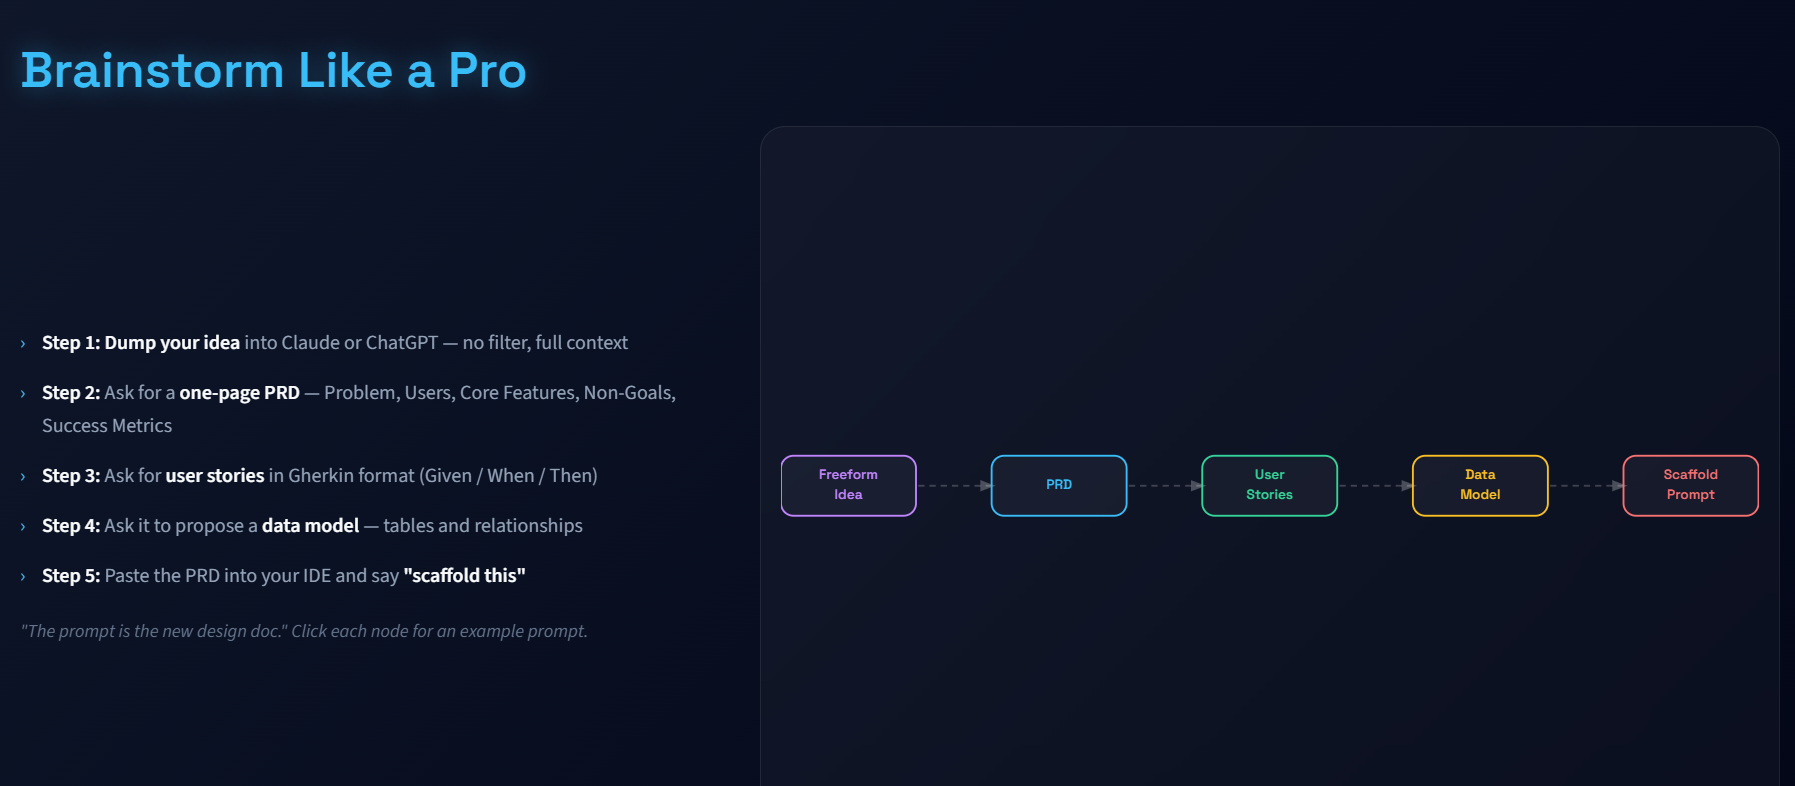 Brainstorm Like a Pro
› Step 1: Dump your idea into Claude or ChatGPT — no filter, full context
› Step 2: Ask for a one-page PRD — Problem, Users, Core Features, Non-Goals,
Success Metrics
› Step 3: Ask for user stories in Gherkin format (Given / When / Then)
› Step 4: Ask it to propose a data model — tables and relationships
› Step 5: Paste the PRD into your IDE and say "scaffold this"
"The prompt is the new design doc." Click each node for an example prompt.
Freeform
Idea
PRD
User
Stories
Data
Model
Scaffold
Prompt